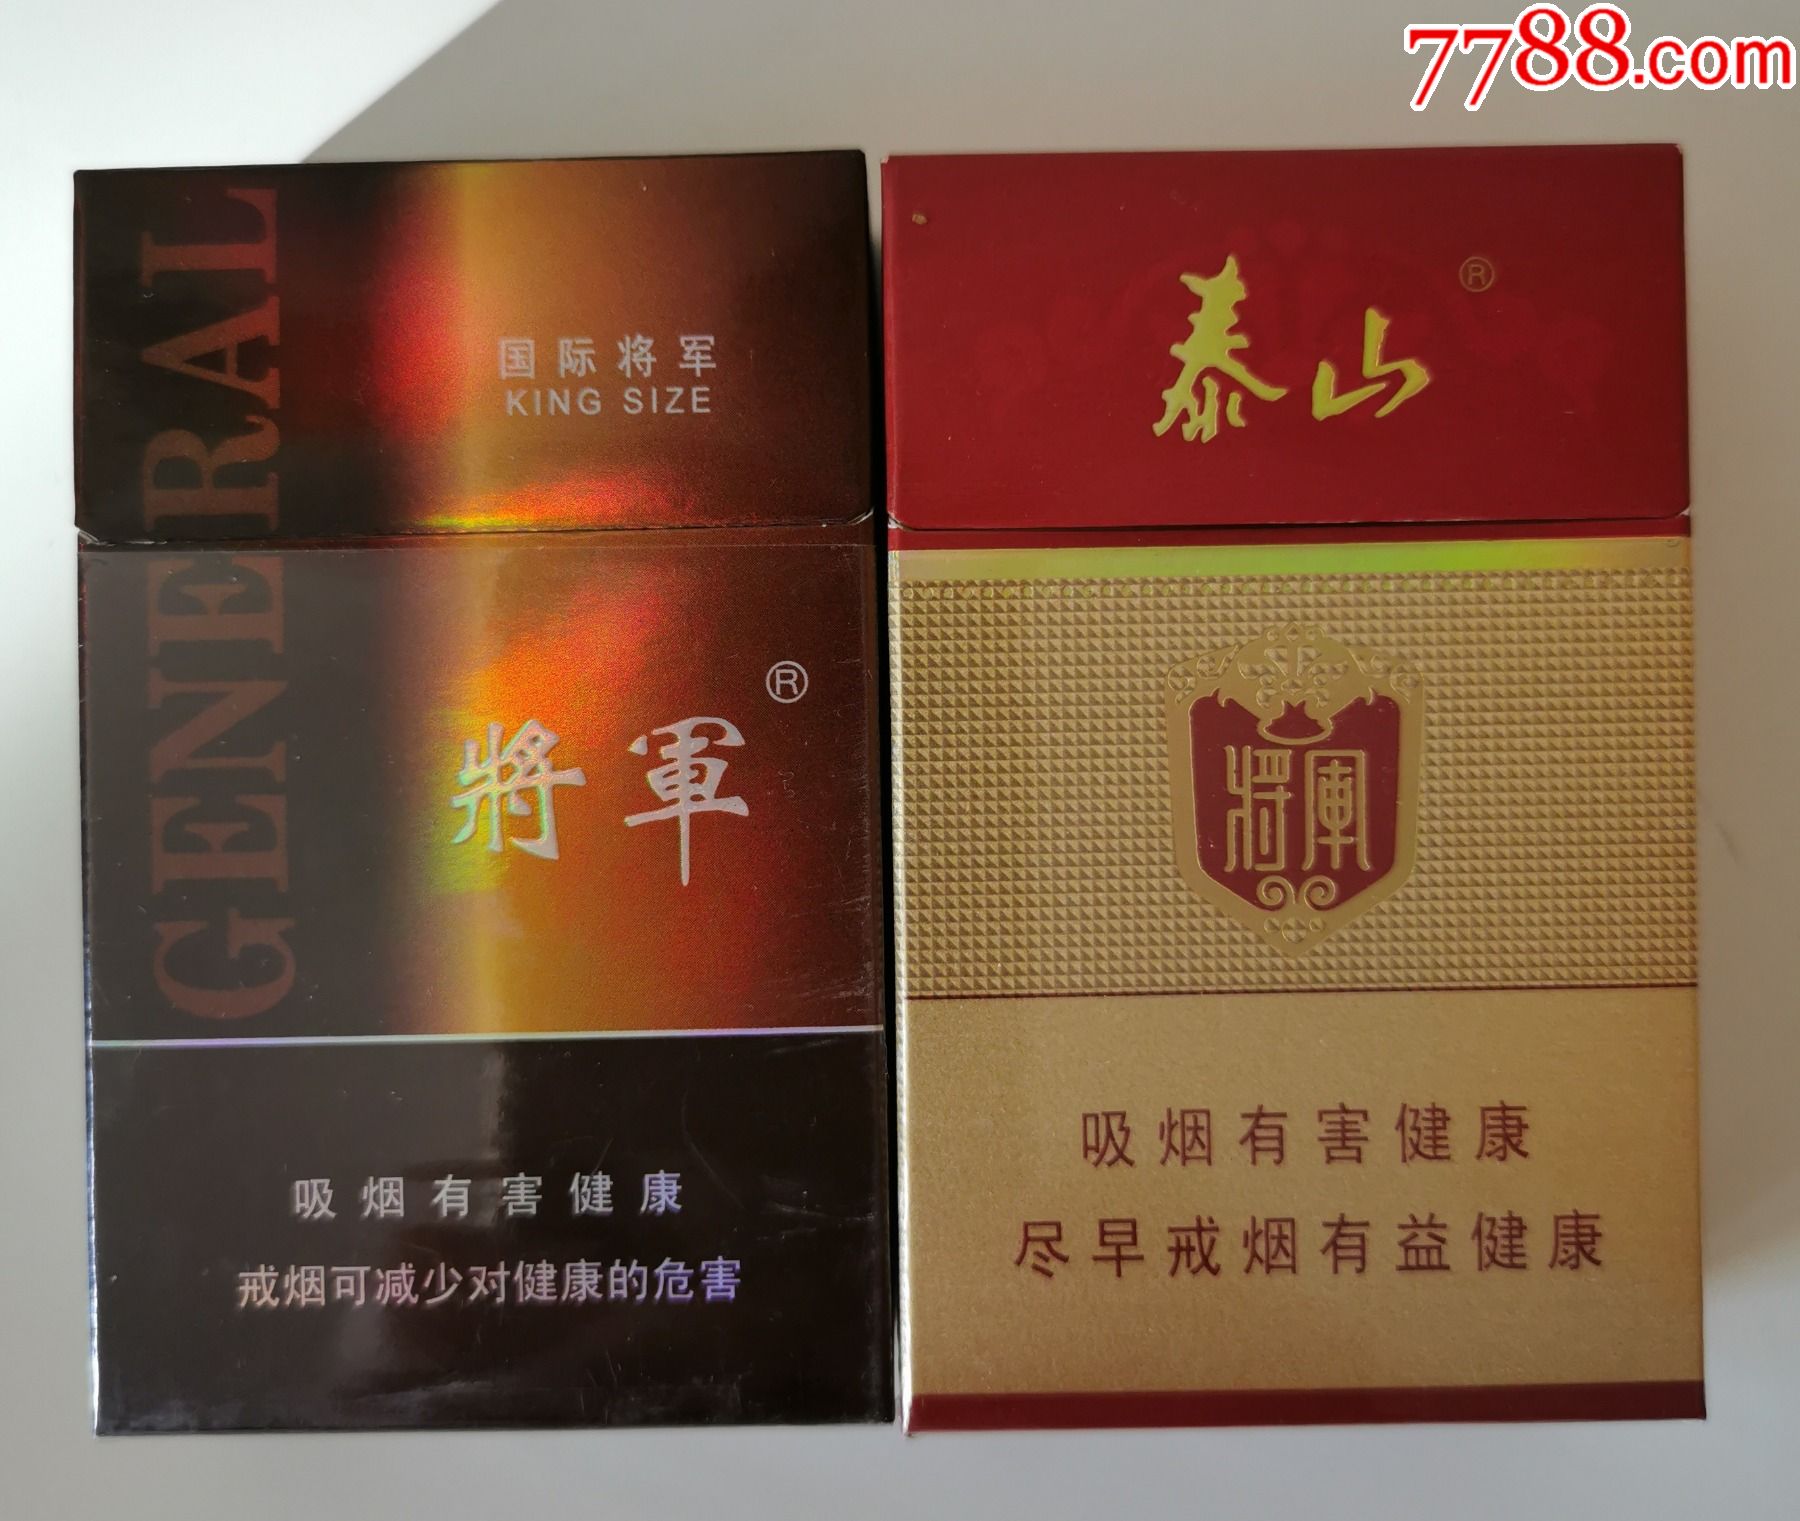 7788.com
GENERAL
国际将军
KING SIZE
將軍®
吸烟有害健康
戒烟可减少对健康的危害
泰山®
将軍
吸烟有害健康
尽早戒烟有益健康